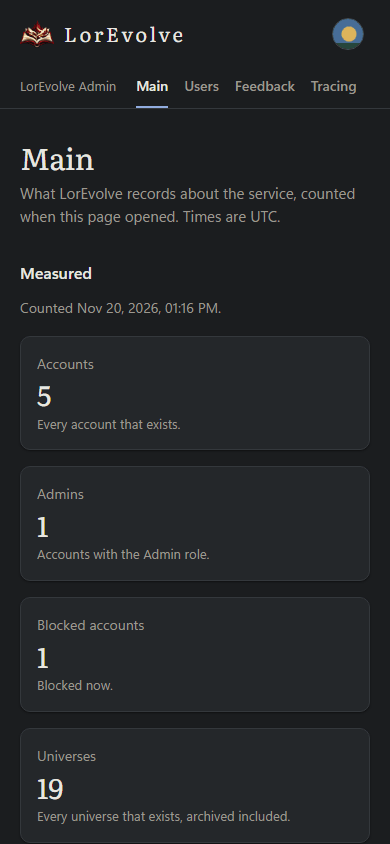 LorEvolve
LorEvolve Admin Main Users Feedback Tracing
Main
What LorEvolve records about the service, counted
when this page opened. Times are UTC.
Measured
Counted Nov 20, 2026, 01:16 PM.
Accounts
5
Every account that exists.
Admins
1
Accounts with the Admin role.
Blocked accounts
1
Blocked now.
Universes
19
Every universe that exists, archived included.